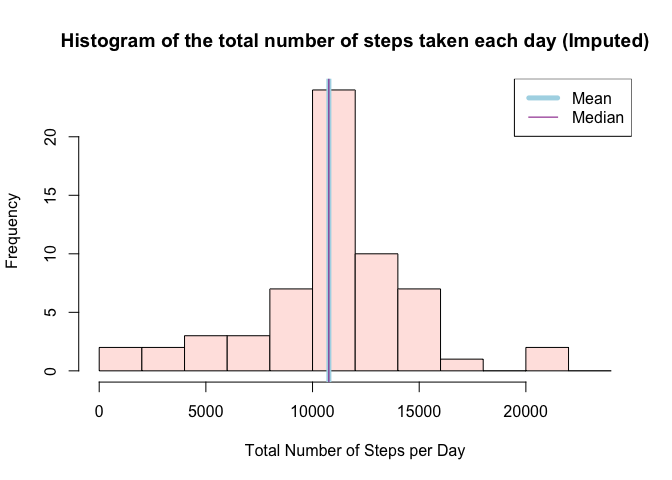 Histogram of the total number of steps taken each day (Imputed)
Mean
Median
Frequency
20
15
10
5
0
0 5000 10000 15000 20000
Total Number of Steps per Day